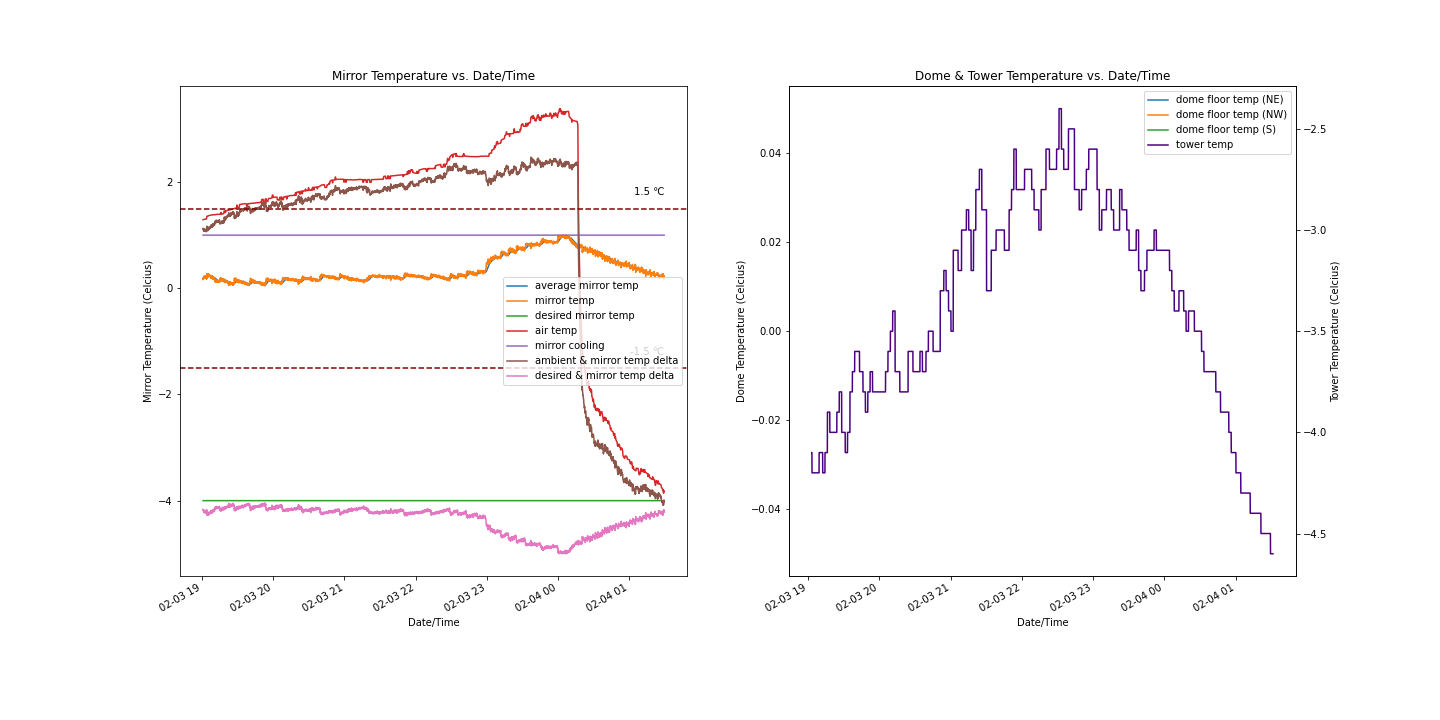 Mirror Temperature vs. Date/Time
Mirror Temperature (Celcius)
2
0
−2
−4
1.5 °C
-1.5 °C
average mirror temp
mirror temp
desired mirror temp
air temp
mirror cooling
ambient & mirror temp delta
desired & mirror temp delta
02-03 19
02-03 20
02-03 21
02-03 22
02-03 23
02-04 00
02-04 01
Date/Time
Dome & Tower Temperature vs. Date/Time
Dome Temperature (Celcius)
0.04
0.02
0.00
−0.02
−0.04
dome floor temp (NE)
dome floor temp (NW)
dome floor temp (S)
tower temp
−2.5
−3.0
−3.5
−4.0
−4.5
Tower Temperature (Celcius)
02-03 19
02-03 20
02-03 21
02-03 22
02-03 23
02-04 00
02-04 01
Date/Time